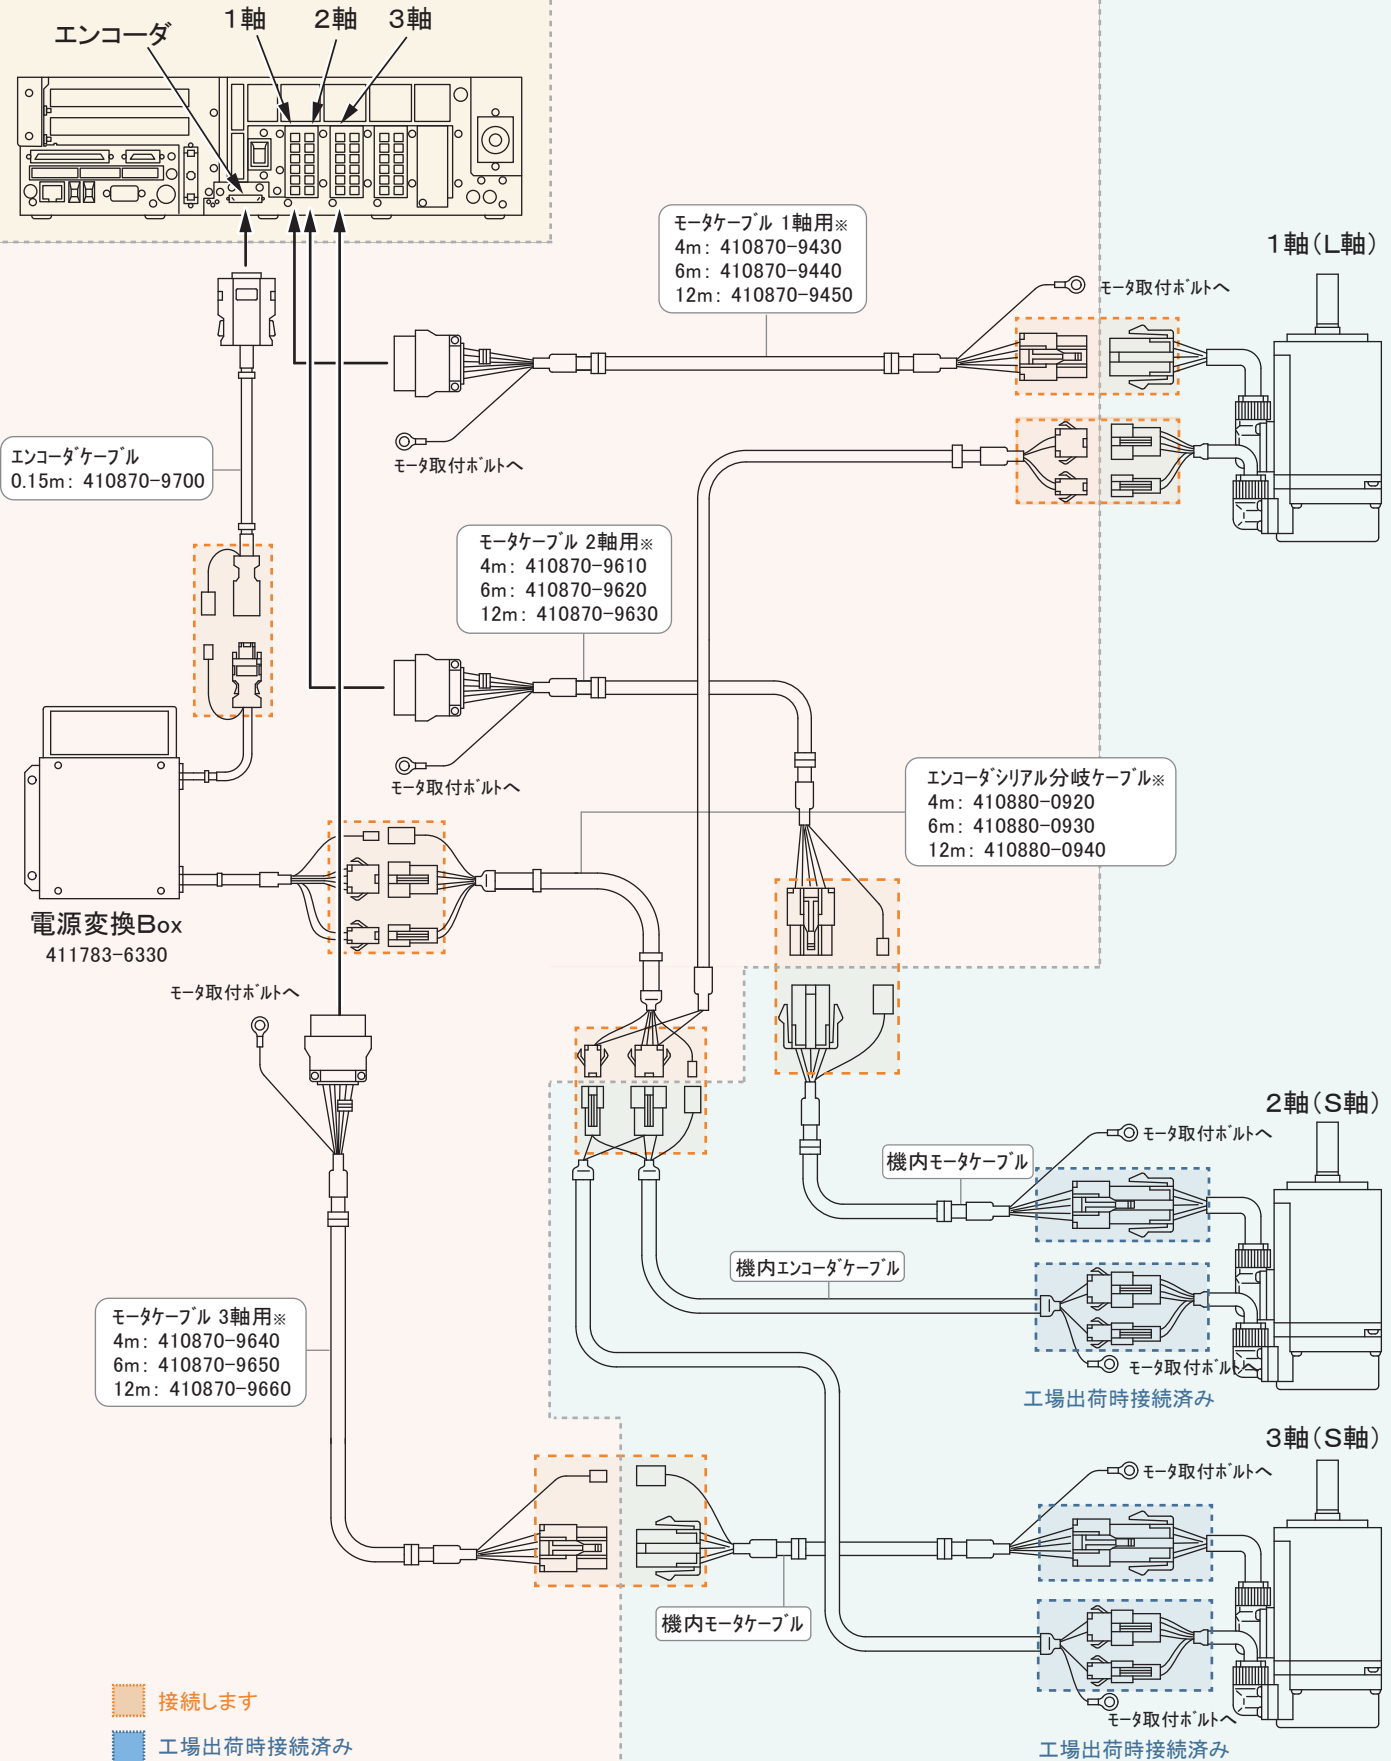 エンコーダ
1軸
2軸
3軸
モータケーブル 1軸用※
4m: 410870-9430
6m: 410870-9440
12m: 410870-9450
1軸(L軸)
モータ取付ボルトへ
モータ取付ボルトへ
エンコーダケーブル
0.15m: 410870-9700
モータケーブル 2軸用※
4m: 410870-9610
6m: 410870-9620
12m: 410870-9630
モータ取付ボルトへ
エンコーダシリアル分岐ケーブル※
4m: 410880-0920
6m: 410880-0930
12m: 410880-0940
電源変換Box
411783-6330
モータ取付ボルトへ
2軸(S軸)
モータ取付ボルトへ
機内モータケーブル
機内エンコーダケーブル
モータケーブル 3軸用※
4m: 410870-9640
6m: 410870-9650
12m: 410870-9660
モータ取付ボルトへ
工場出荷時接続済み
3軸(S軸)
モータ取付ボルトへ
機内モータケーブル
モータ取付ボルトへ
工場出荷時接続済み
接続します
工場出荷時接続済み